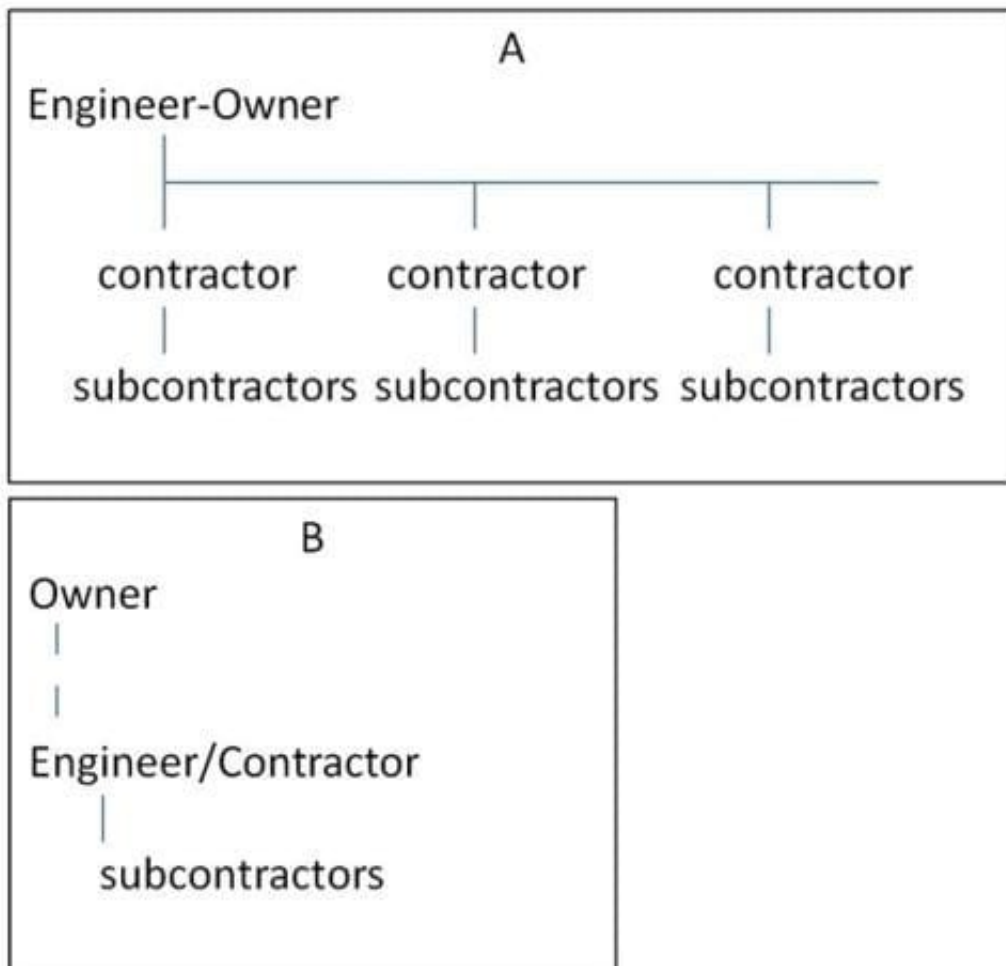 A
Engineer-Owner
contractor contractor contractor
subcontractors subcontractors subcontractors
B
Owner
Engineer/Contractor
subcontractors